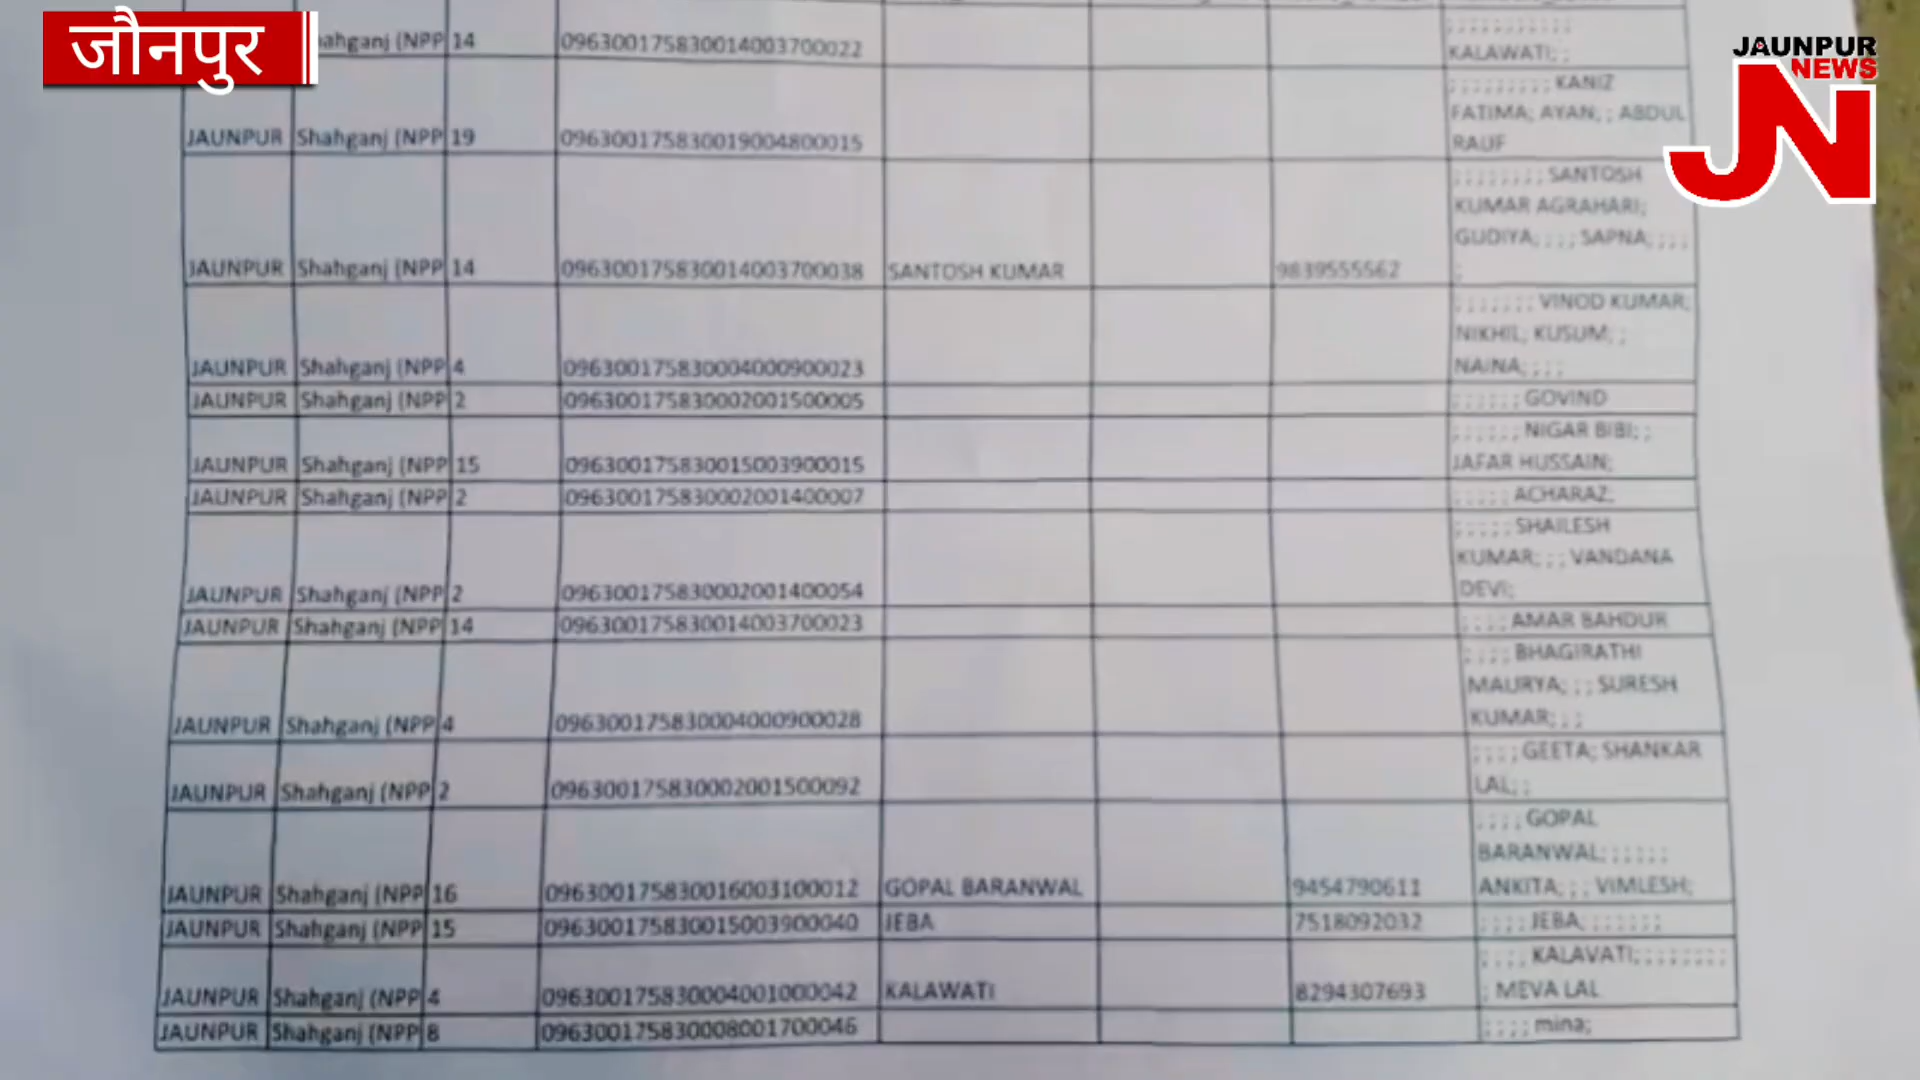 जौनपुर
JAUNPUR
NEWS
JN
ahganj (NPP 14 096300175830014003700022 ; ; ; ; ; ; ; ; ; ; ; ;
KALAWATI; ;
; ; ; ; ; ; ; ; ; KANIZ
FATIMA; AYAN; ; ABDUL
JAUNPUR Shahganj (NPP 19 096300175830019004800015 RAUF
; ; ; ; ; ; ; ; SANTOSH
KUMAR AGRAHARI;
GUDIYA; ; ; ; SAPNA; ; ; ;
JAUNPUR Shahganj (NPP 14 096300175830014003700038 SANTOSH KUMAR 9839555562 ;
; ; ; ; ; ; ; VINOD KUMAR;
NIKHIL; KUSUM; ;
JAUNPUR Shahganj (NPP 4 096300175830004000900023 NAINA; ; ; ;
JAUNPUR Shahganj (NPP 2 096300175830002001500005 ; ; ; ; ; ; GOVIND
; ; ; ; ; ; NIGAR BIBI; ;
JAUNPUR Shahganj (NPP 15 096300175830015003900015 JAFAR HUSSAIN;
JAUNPUR Shahganj (NPP 2 096300175830002001400007 ; ; ; ; ; ACHARAZ;
; ; ; ; ; SHAILESH
KUMAR; ; ; VANDANA
JAUNPUR Shahganj (NPP 2 096300175830002001400054 DEVI;
JAUNPUR Shahganj (NPP 14 096300175830014003700023 ; ; ; ; AMAR BAHDUR
; ; ; ; BHAGIRATHI
MAURYA; ; ; SURESH
JAUNPUR Shahganj (NPP 4 096300175830004000900028 KUMAR; ; ;
; ; ; ; GEETA; SHANKAR
JAUNPUR Shahganj (NPP 2 096300175830002001500092 LAL; ;
; ; ; ; GOPAL
BARANWAL; ; ; ; ; ;
JAUNPUR Shahganj (NPP 16 096300175830016003100012 GOPAL BARANWAL 9454790611 ANKITA; ; ; VIMLESH;
JAUNPUR Shahganj (NPP 15 096300175830015003900040 JEBA 7518092032 ; ; ; ; JEBA; ; ; ; ; ; ;
; ; ; ; KALAVATI; ; ; ; ; ; ; ;
JAUNPUR Shahganj (NPP 4 096300175830004001000042 KALAWATI 8294307693 ; MEVA LAL
JAUNPUR Shahganj (NPP 8 096300175830008001700046 ; ; ; ; mina;